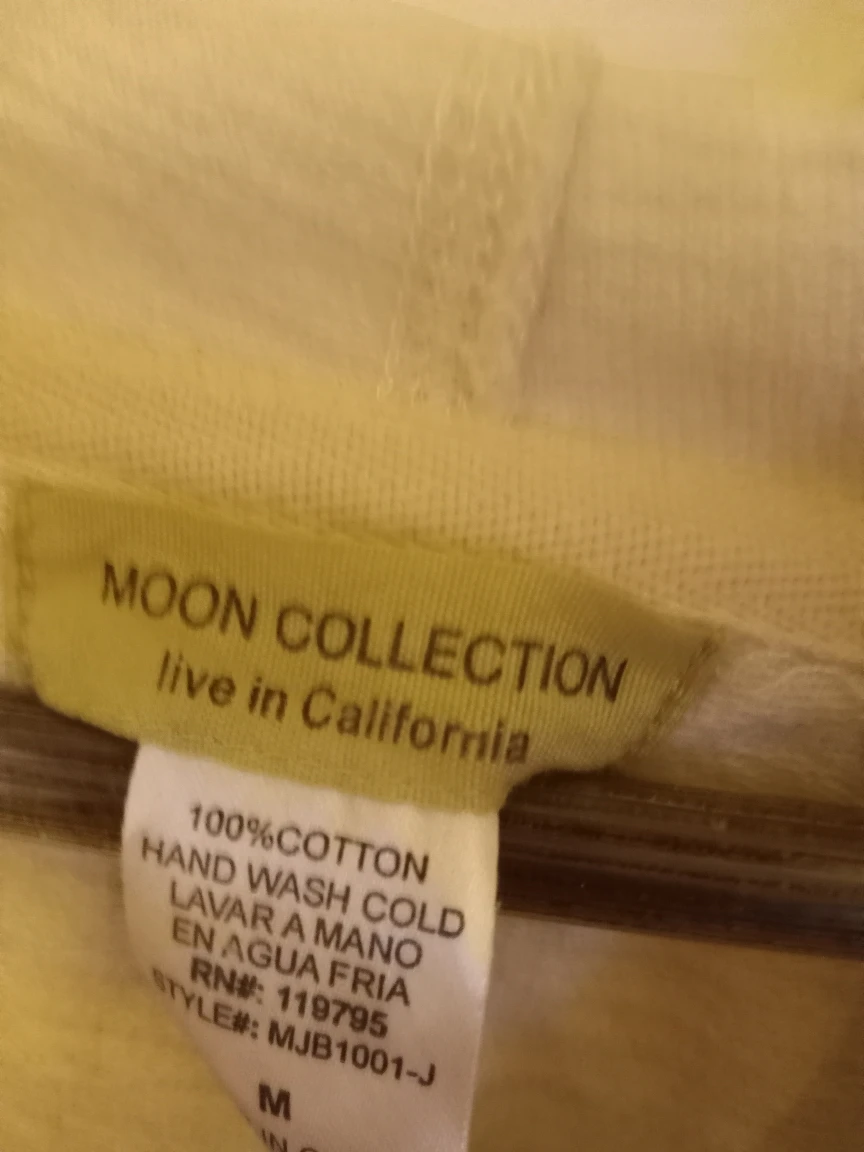 MOON COLLECTION
live in California
100%COTTON
HAND WASH COLD
LAVAR A MANO
EN AGUA FRIA
RN#: 119795
STYLE#: MJB1001-J
M
IN